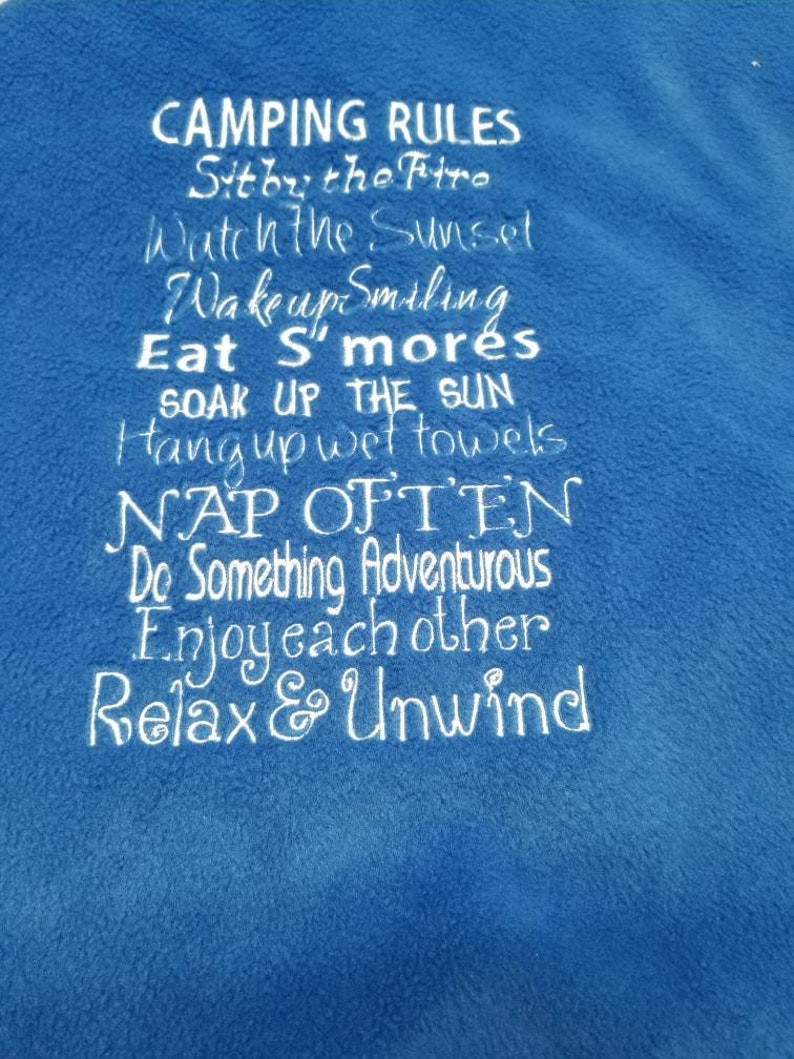 CAMPING RULES
Sit by the Fire
Watch the Sunset
Wake up Smiling
Eat S'mores
SOAK UP THE SUN
Hang up wet towels
NAP OFTEN
Do Something Adventurous
Enjoy each other
Relax & Unwind